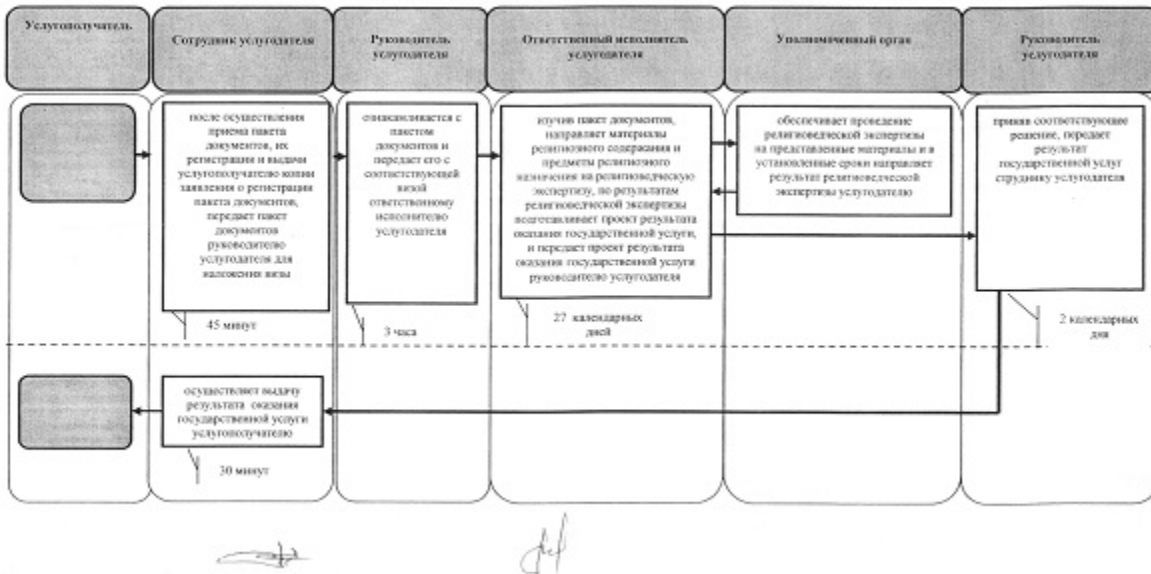 Услугополучатель
Сотрудник услугодателя
Руководитель
услугодателя
Ответственный исполнитель
услугодателя
Уполномоченный орган
Руководитель
услугодателя
после осуществления
приема пакета
документов, их
регистрации и выдачи
услугополучателю копии
заявления о регистрации
пакета документов,
передает пакет
документов
руководителю
услугодателя для
наложения визы
45 минут
ознакамливается с
пакетом
документов и
передает его с
соответствующей
визой
ответственному
исполнителю
услугодателя
3 часа
изучив пакет документов,
направляет материалы
религиозного содержания и
предметы религиозного
назначения на религиоведческую
экспертизу, по результатам
религиоведческой экспертизы
подготавливает проект результата
оказания государственной услуги,
и передает проект результата
оказания государственной услуги
руководителю услугодателя
27 календарных
дней
обеспечивает проведение
религиоведческой экспертизы
на представленные материалы и в
установленные сроки направляет
результат религиоведческой
экспертизы услугодателю
приняв соответствующее
решение, передает
результат
государственной услуг
струднику услугодателя
2 календарных
дня
осуществляет выдачу
результата оказания
государственной услуги
услугополучателю
30 минут